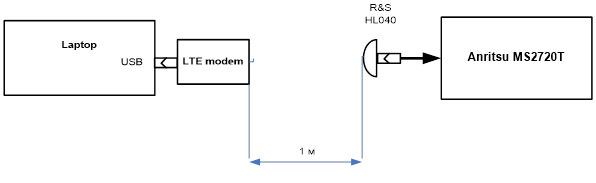 R&S
HL040
Laptop
USB
LTE modem
Anritsu MS2720T
1 м